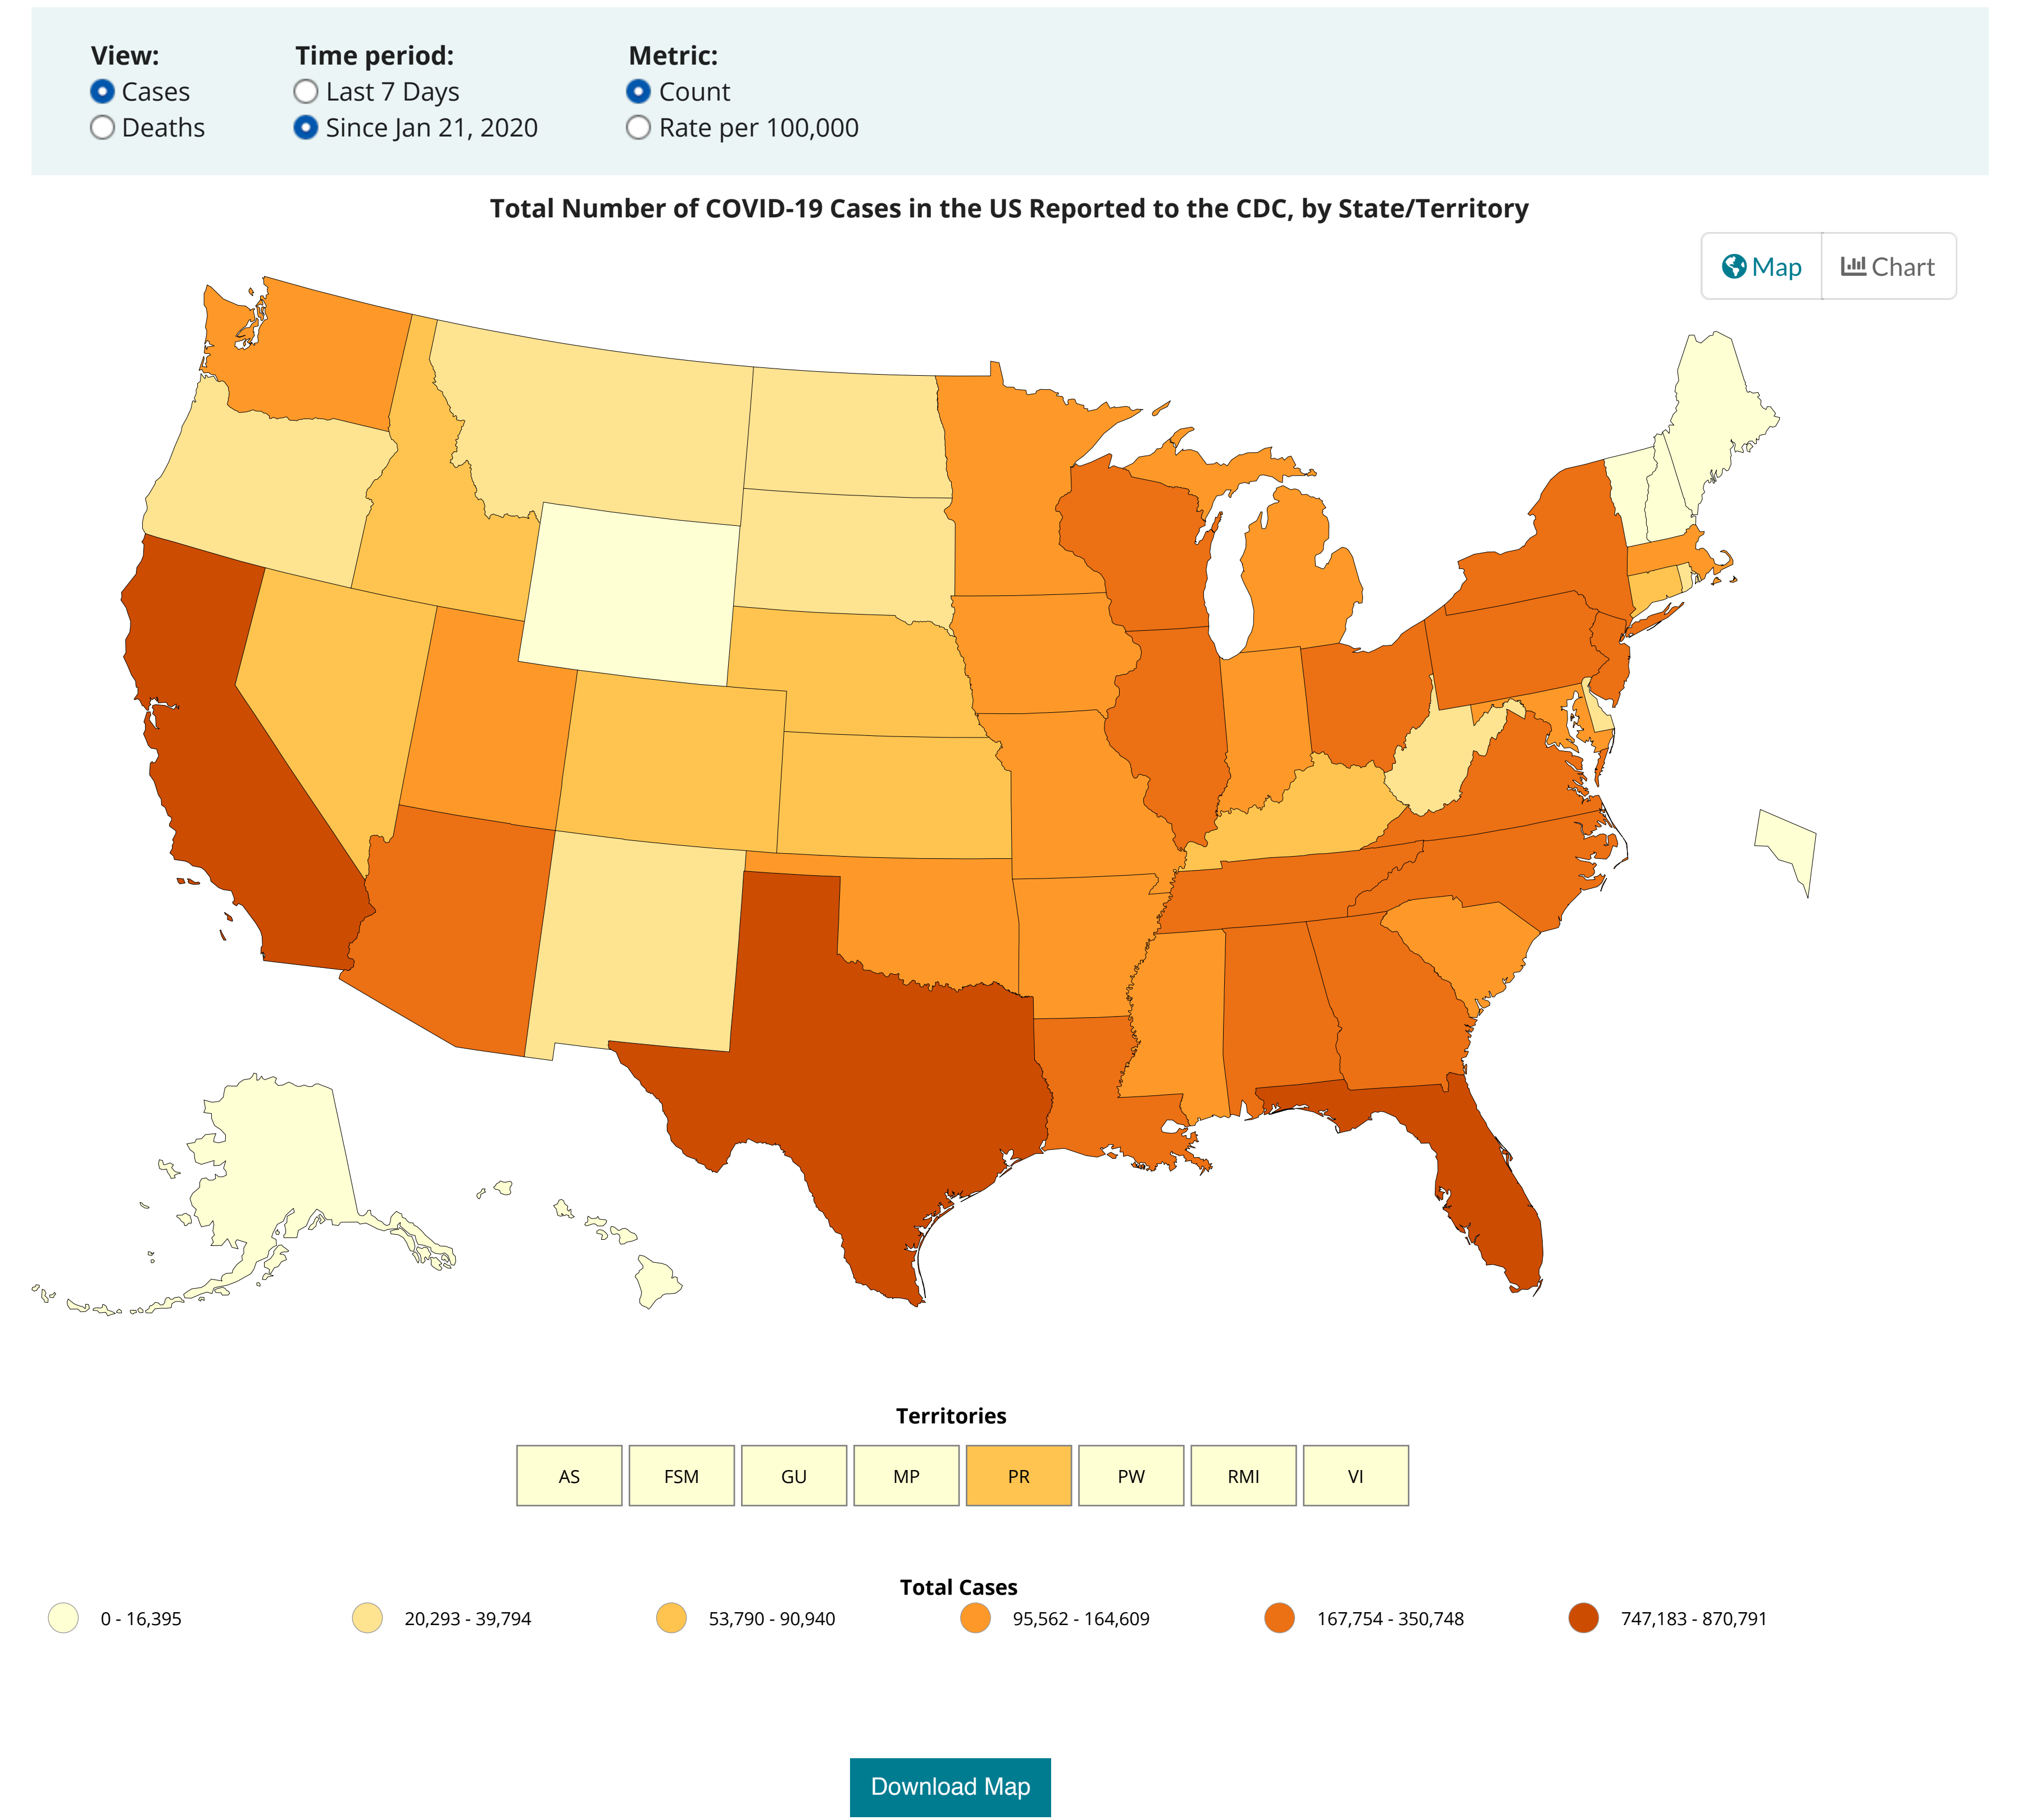 View:
Time period:
Metric:
Cases
Last 7 Days
Count
Deaths
Since Jan 21, 2020
Rate per 100,000
Total Number of COVID-19 Cases in the US Reported to the CDC, by State/Territory
Map
Chart
Territories
AS
FSM
GU
MP
PR
PW
RMI
VI
Total Cases
0 - 16,395
20,293 - 39,794
53,790 - 90,940
95,562 - 164,609
167,754 - 350,748
747,183 - 870,791
Download Map